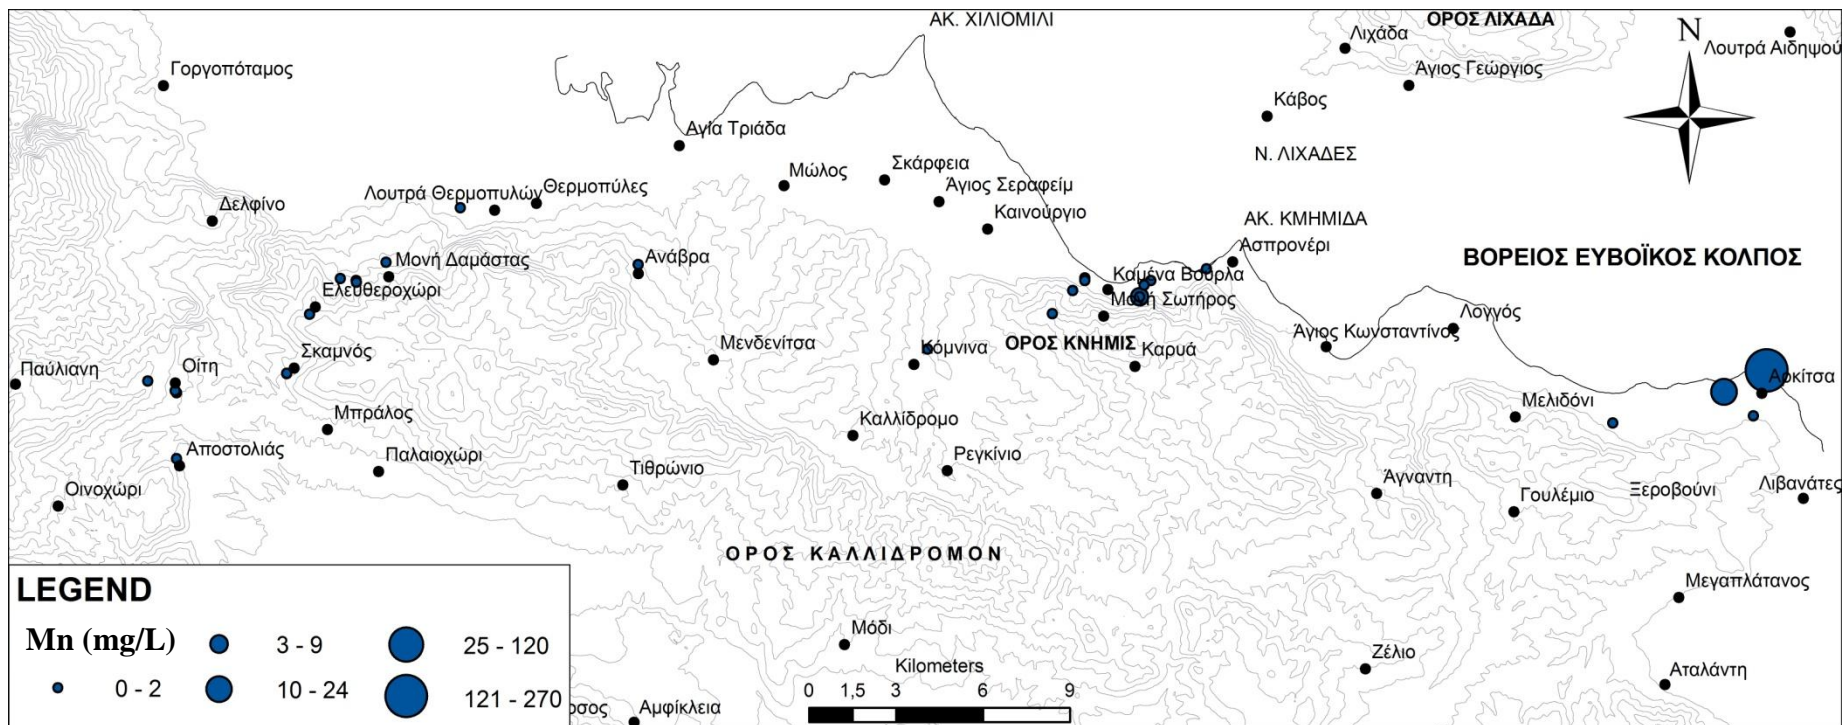 ΑΚ. ΧΙΛΙΟΜΙΛΙ
ΟΡΟΣ ΛΙΧΑΔΑ
Λιχάδα
N
Λουτρά Αιδηψού
Γοργοπόταμος
Άγιος Γεώργιος
Κάβος
Αγία Τριάδα
Ν. ΛΙΧΑΔΕΣ
Μώλος
Σκάρφεια
Λουτρά Θερμοπυλών
Θερμοπύλες
Άγιος Σεραφείμ
Δελφίνο
Καινούργιο
ΑΚ. ΚΜΗΜΙΔΑ
Ασπρονέρι
ΒΟΡΕΙΟΣ ΕΥΒΟΪΚΟΣ ΚΟΛΠΟΣ
Μονή Δαμάστας
Ανάβρα
Καμένα Βούρλα
Ελευθεροχώρι
Μονή Σωτήρος
Λογγός
Άγιος Κωνσταντίνος
ΟΡΟΣ ΚΝΗΜΙΣ
Σκαμνός
Μενδενίτσα
Κόμνινα
Καρυά
Παύλιανη
Οίτη
Αρκίτσα
Μπράλος
Καλλίδρομο
Μελιδόνι
Αποστολιάς
Παλαιοχώρι
Τιθρώνιο
Ρεγκίνιο
Άγναντη
Οινοχώρι
Γουλέμιο
Ξεροβούνι
Λιβανάτες
ΟΡΟΣ ΚΑΛΛΙΔΡΟΜΟΝ
Μεγαπλάτανος
LEGEND
Mn (mg/L)
0 - 2
3 - 9
10 - 24
25 - 120
121 - 270
Μόδι
Ζέλιο
Kilometers
0 1,5 3 6 9
Αταλάντη
ρσος
Αμφίκλεια